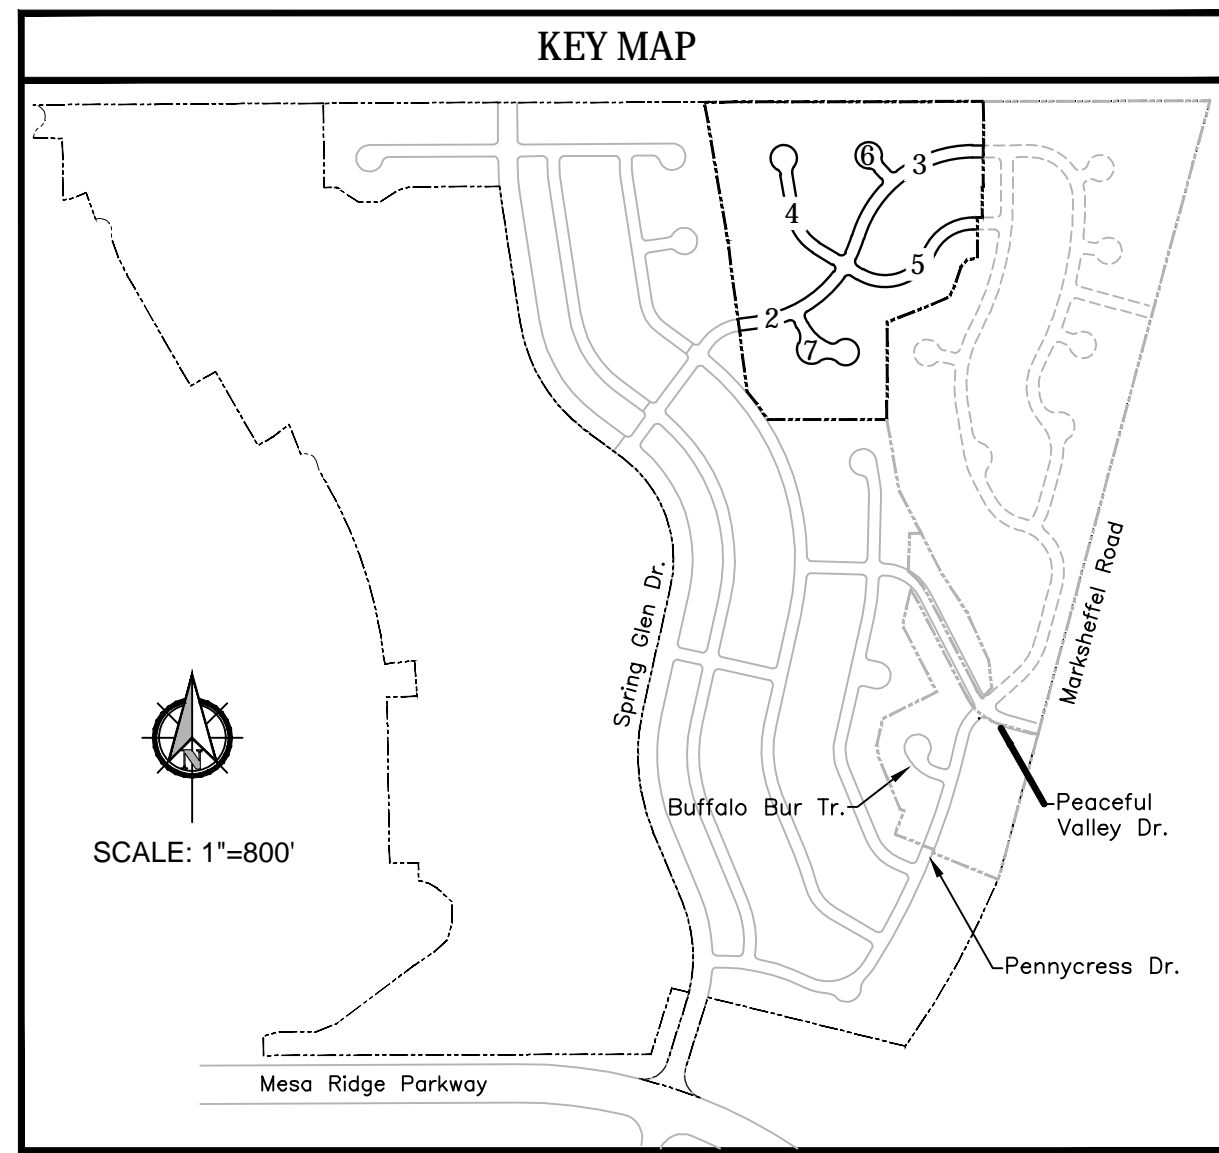 KEY MAP
6
3
4
5
2
7
Spring Glen Dr.
Marksheffel Road
N
SCALE: 1"=800'
Buffalo Bur Tr.
Peaceful
Valley Dr.
Pennycress Dr.
Mesa Ridge Parkway